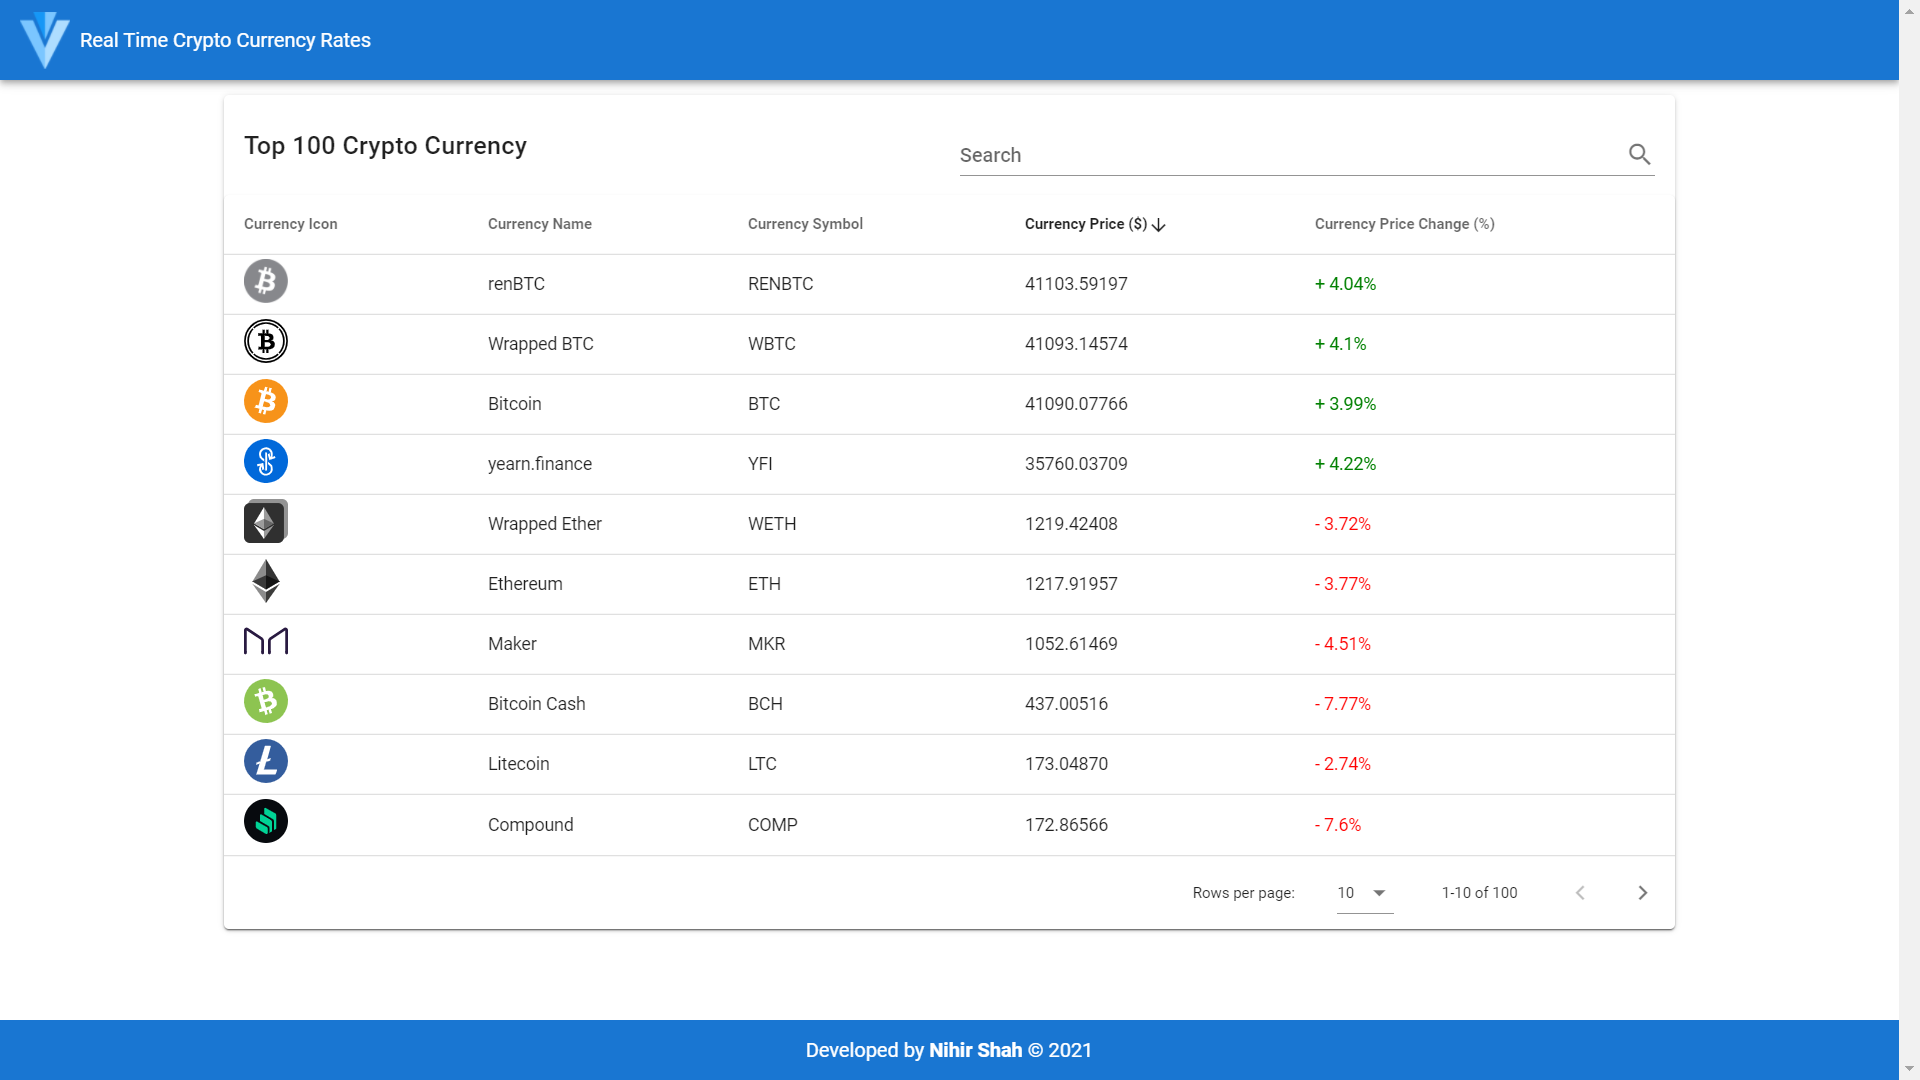 Real Time Crypto Currency Rates
Top 100 Crypto Currency
Search
Currency Icon Currency Name Currency Symbol Currency Price ($) Currency Price Change (%)
renBTC RENBTC 41103.59197 + 4.04%
Wrapped BTC WBTC 41093.14574 + 4.1%
Bitcoin BTC 41090.07766 + 3.99%
yearn.finance YFI 35760.03709 + 4.22%
Wrapped Ether WETH 1219.42408 - 3.72%
Ethereum ETH 1217.91957 - 3.77%
Maker MKR 1052.61469 - 4.51%
Bitcoin Cash BCH 437.00516 - 7.77%
Litecoin LTC 173.04870 - 2.74%
Compound COMP 172.86566 - 7.6%
Rows per page: 10 1-10 of 100
Developed by Nihir Shah © 2021